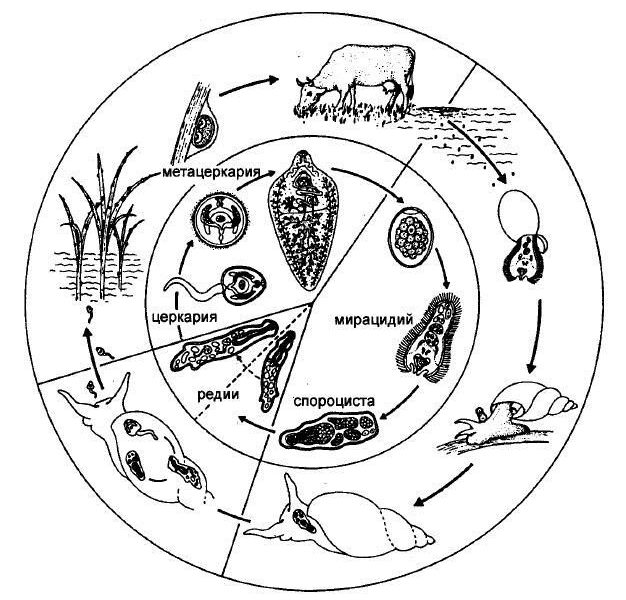 метацеркария
церкария
мирацидий
редии
спороциста